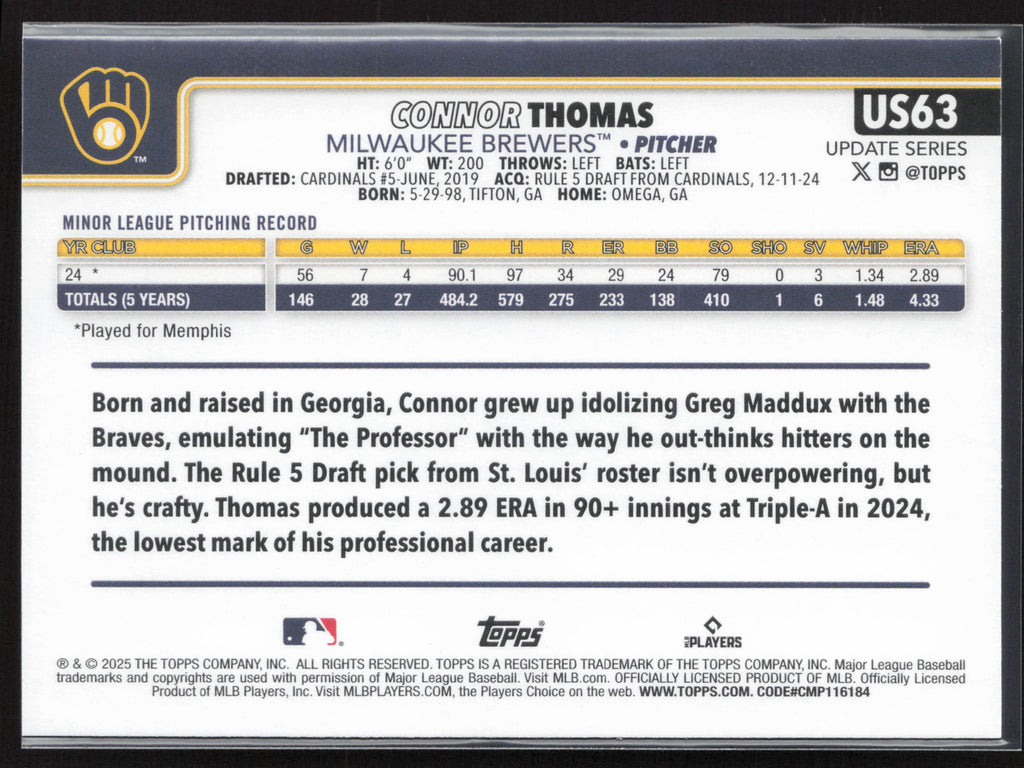 CONNOR THOMAS
US63
MILWAUKEE BREWERS™ • PITCHER
UPDATE SERIES
HT: 6'0" WT: 200 THROWS: LEFT BATS: LEFT
X @TOPPS
DRAFTED: CARDINALS #5-JUNE, 2019 ACQ: RULE 5 DRAFT FROM CARDINALS, 12-11-24
BORN: 5-29-98, TIFTON, GA HOME: OMEGA, GA
TM
MINOR LEAGUE PITCHING RECORD
YR CLUB G W L IP H R ER BB SO SHO SV WHIP ERA
24 * 56 7 4 90.1 97 34 29 24 79 0 3 1.34 2.89
TOTALS (5 YEARS) 146 28 27 484.2 579 275 233 138 410 1 6 1.48 4.33
*Played for Memphis
Born and raised in Georgia, Connor grew up idolizing Greg Maddux with the
Braves, emulating “The Professor” with the way he out-thinks hitters on the
mound. The Rule 5 Draft pick from St. Louis’ roster isn’t overpowering, but
he’s crafty. Thomas produced a 2.89 ERA in 90+ innings at Triple-A in 2024,
the lowest mark of his professional career.
Topps®
MLB PLAYERS
® & © 2025 THE TOPPS COMPANY, INC. ALL RIGHTS RESERVED. TOPPS IS A REGISTERED TRADEMARK OF THE TOPPS COMPANY, INC. Major League Baseball
trademarks and copyrights are used with permission of Major League Baseball. Visit MLB.com. OFFICIALLY LICENSED PRODUCT OF MLB. Officially Licensed
Product of MLB Players, Inc. Visit MLBPLAYERS.COM, the Players Choice on the web. WWW.TOPPS.COM. CODE#CMP116184